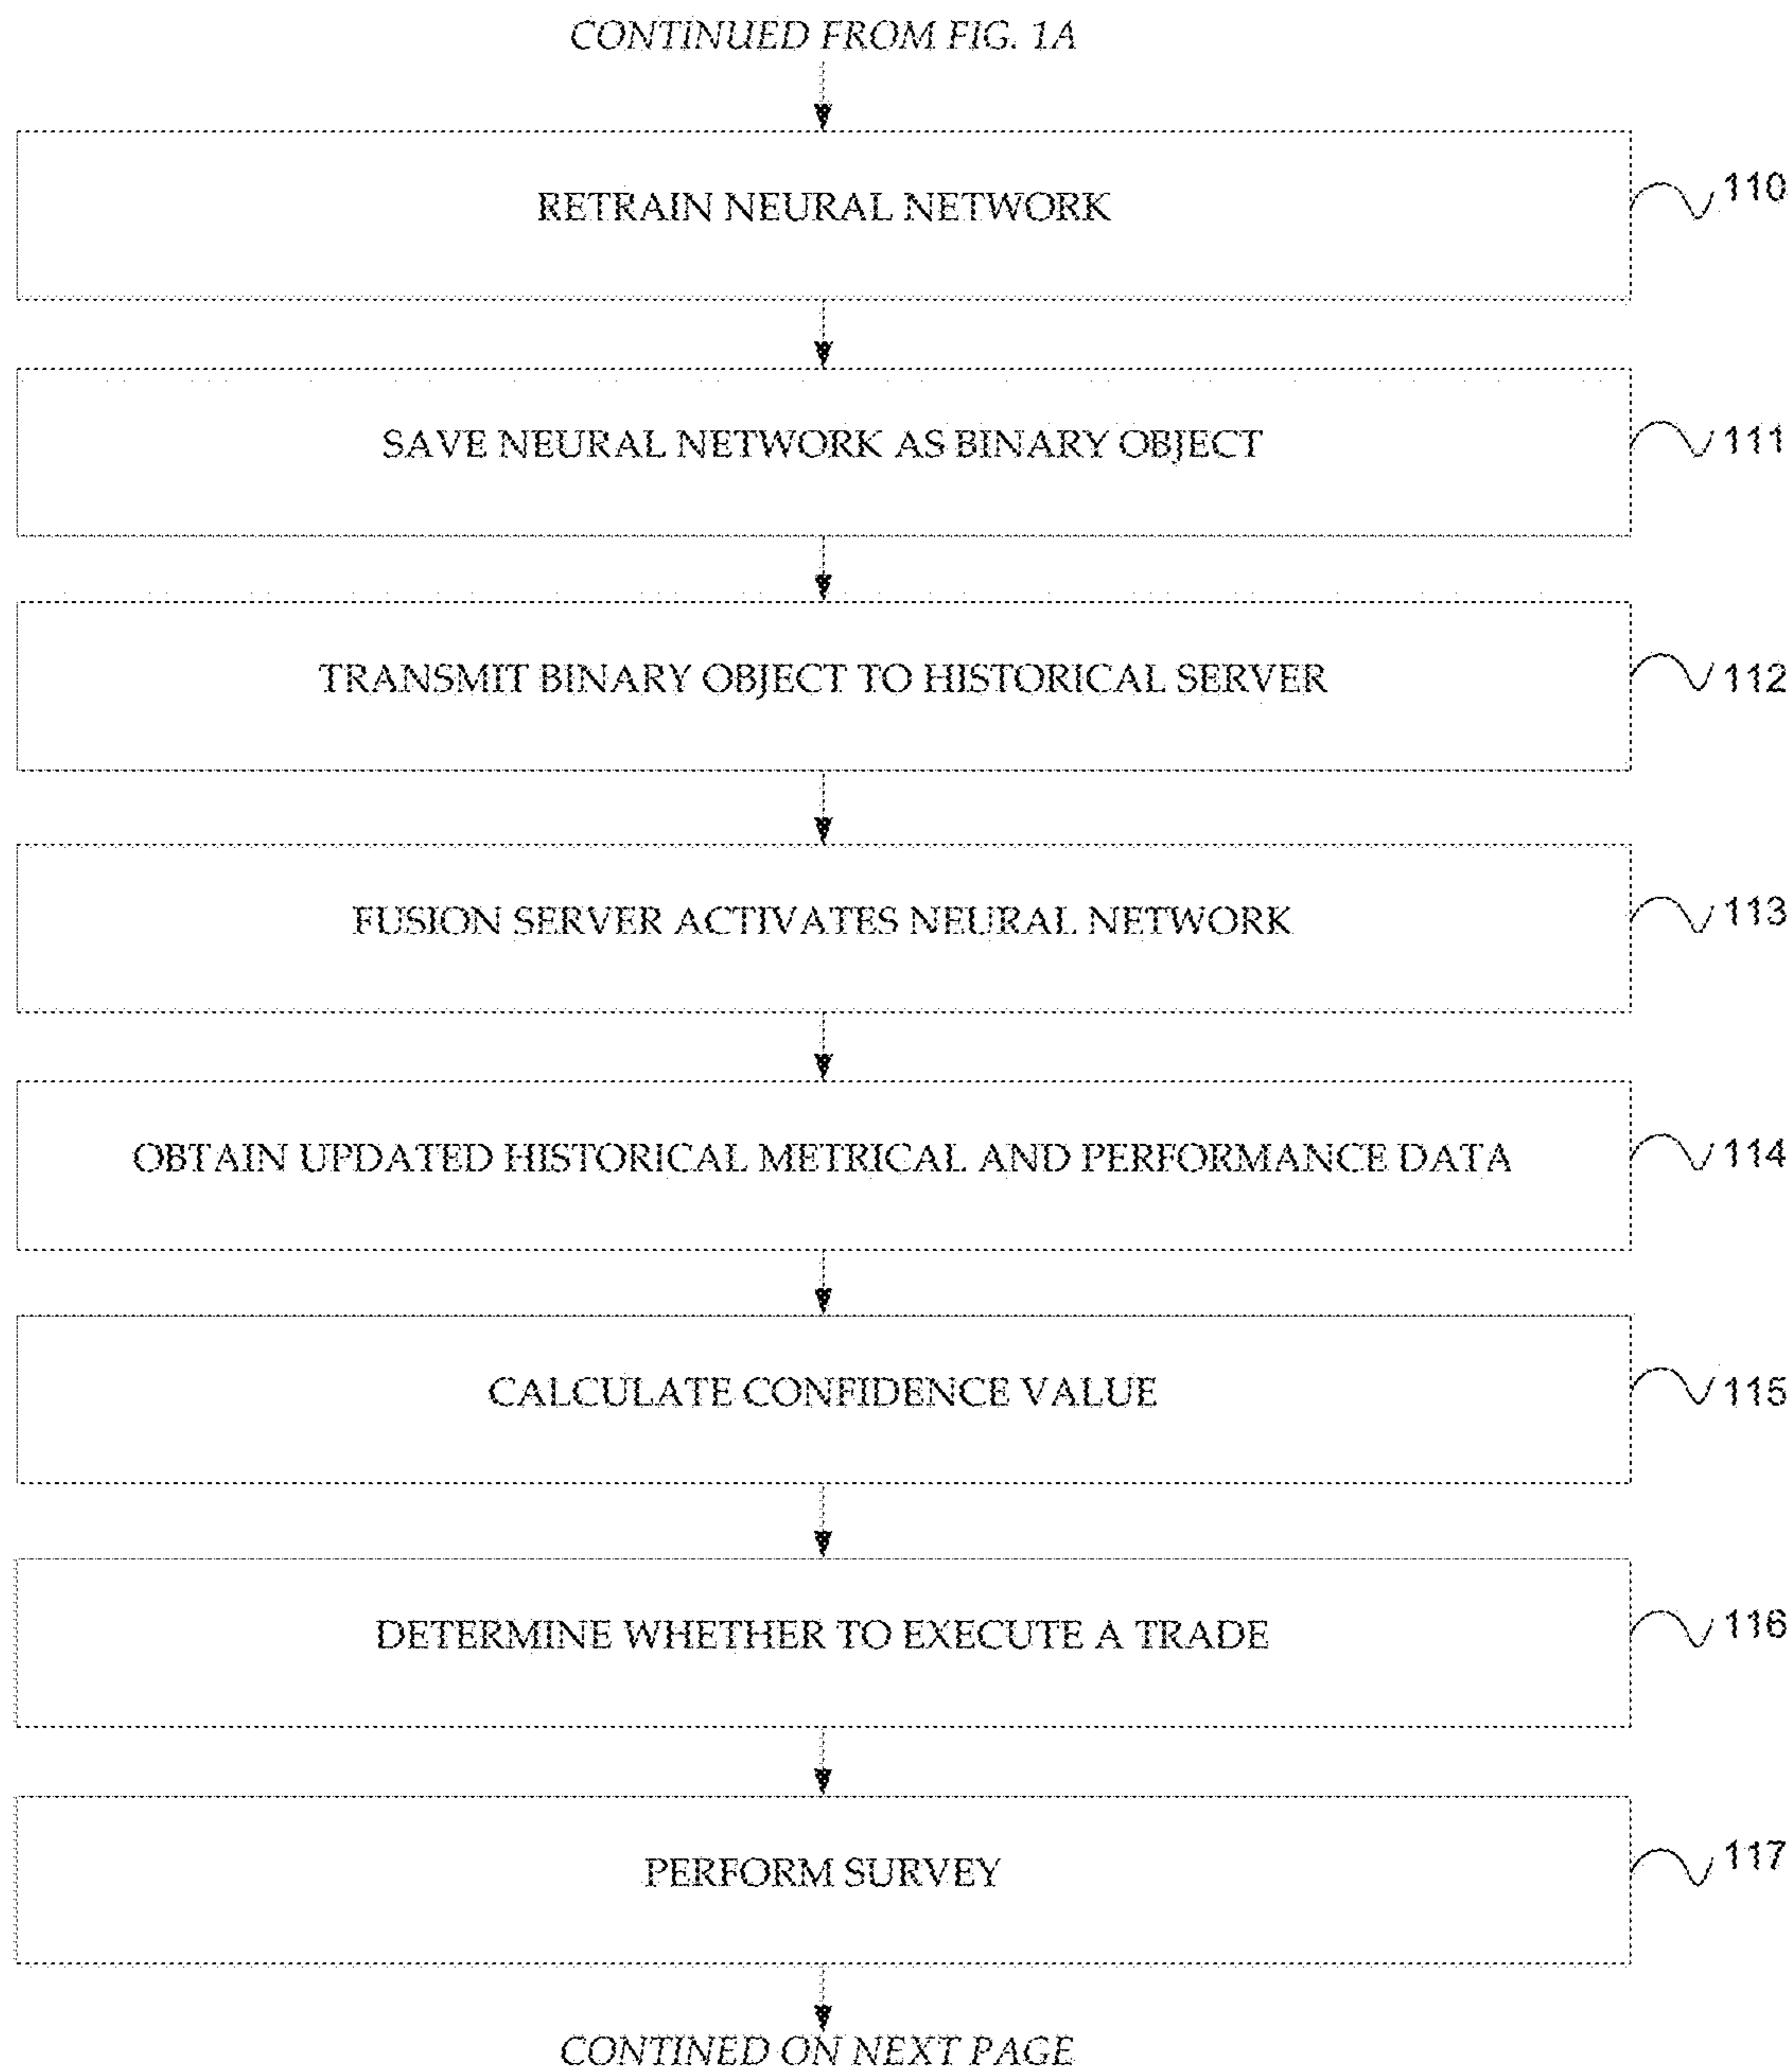 CONTINUED FROM FIG. 1A
RETRAIN NEURAL NETWORK
110
SAVE NEURAL NETWORK AS BINARY OBJECT
111
TRANSMIT BINARY OBJECT TO HISTORICAL SERVER
112
FUSION SERVER ACTIVATES NEURAL NETWORK
113
OBTAIN UPDATED HISTORICAL METRICAL AND PERFORMANCE DATA
114
CALCULATE CONFIDENCE VALUE
115
DETERMINE WHETHER TO EXECUTE A TRADE
116
PERFORM SURVEY
117
CONTINED ON NEXT PAGE